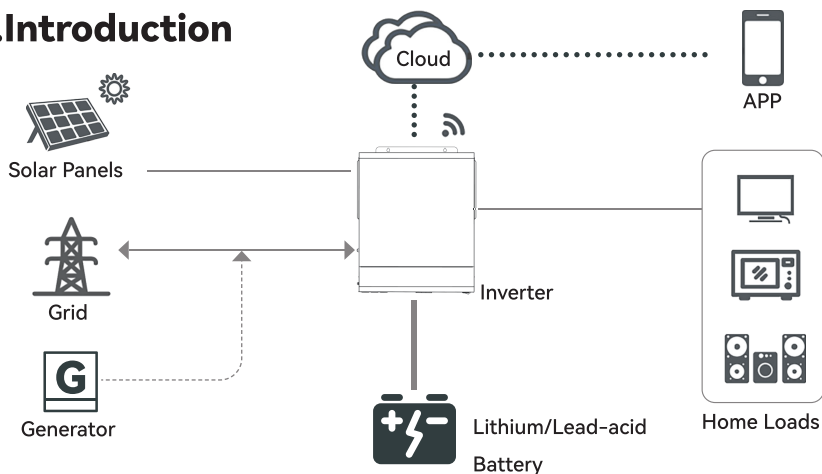 .Introduction
Cloud
APP
Solar Panels
Grid
Inverter
G
Generator
Lithium/Lead-acid
Battery
Home Loads